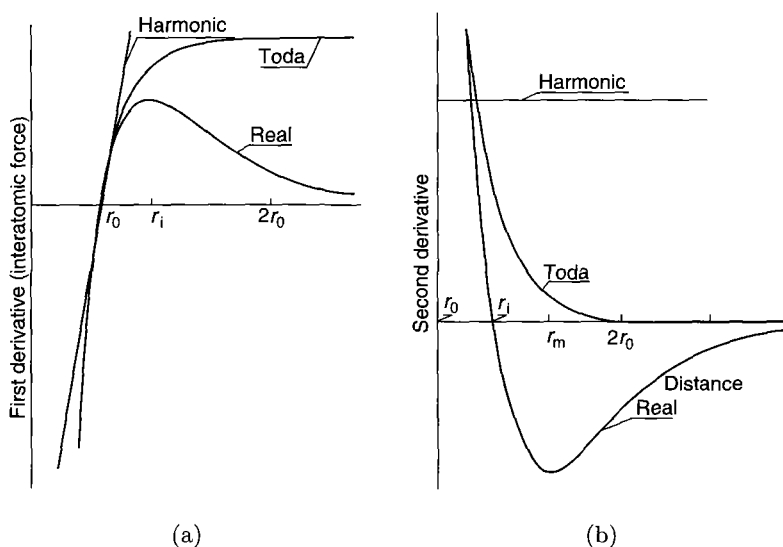 First derivative (interatomic force)
Harmonic
Toda
Real
r₀
rᵢ
2r₀
(a)
Second derivative
Harmonic
Toda
r₀
rᵢ
rₘ
2r₀
Distance
Real
(b)